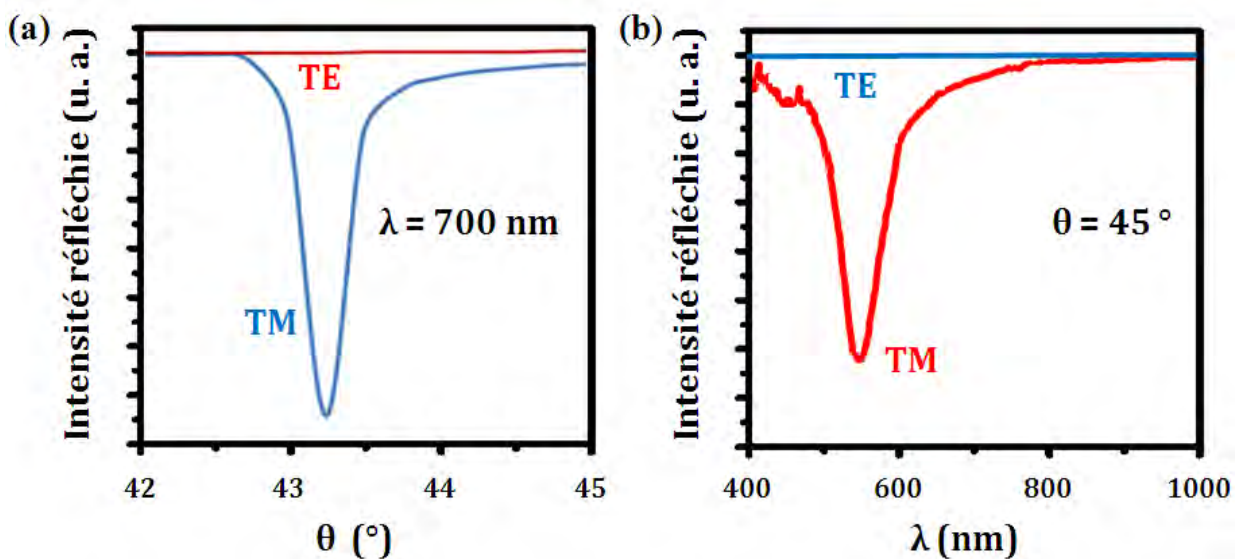 (a)
Intensité réfléchie (u. a.)
TE
λ = 700 nm
TM
42 43 44 45
θ (°)
(b)
Intensité réfléchie (u. a.)
TE
θ = 45 °
TM
400 600 800 1000
λ (nm)